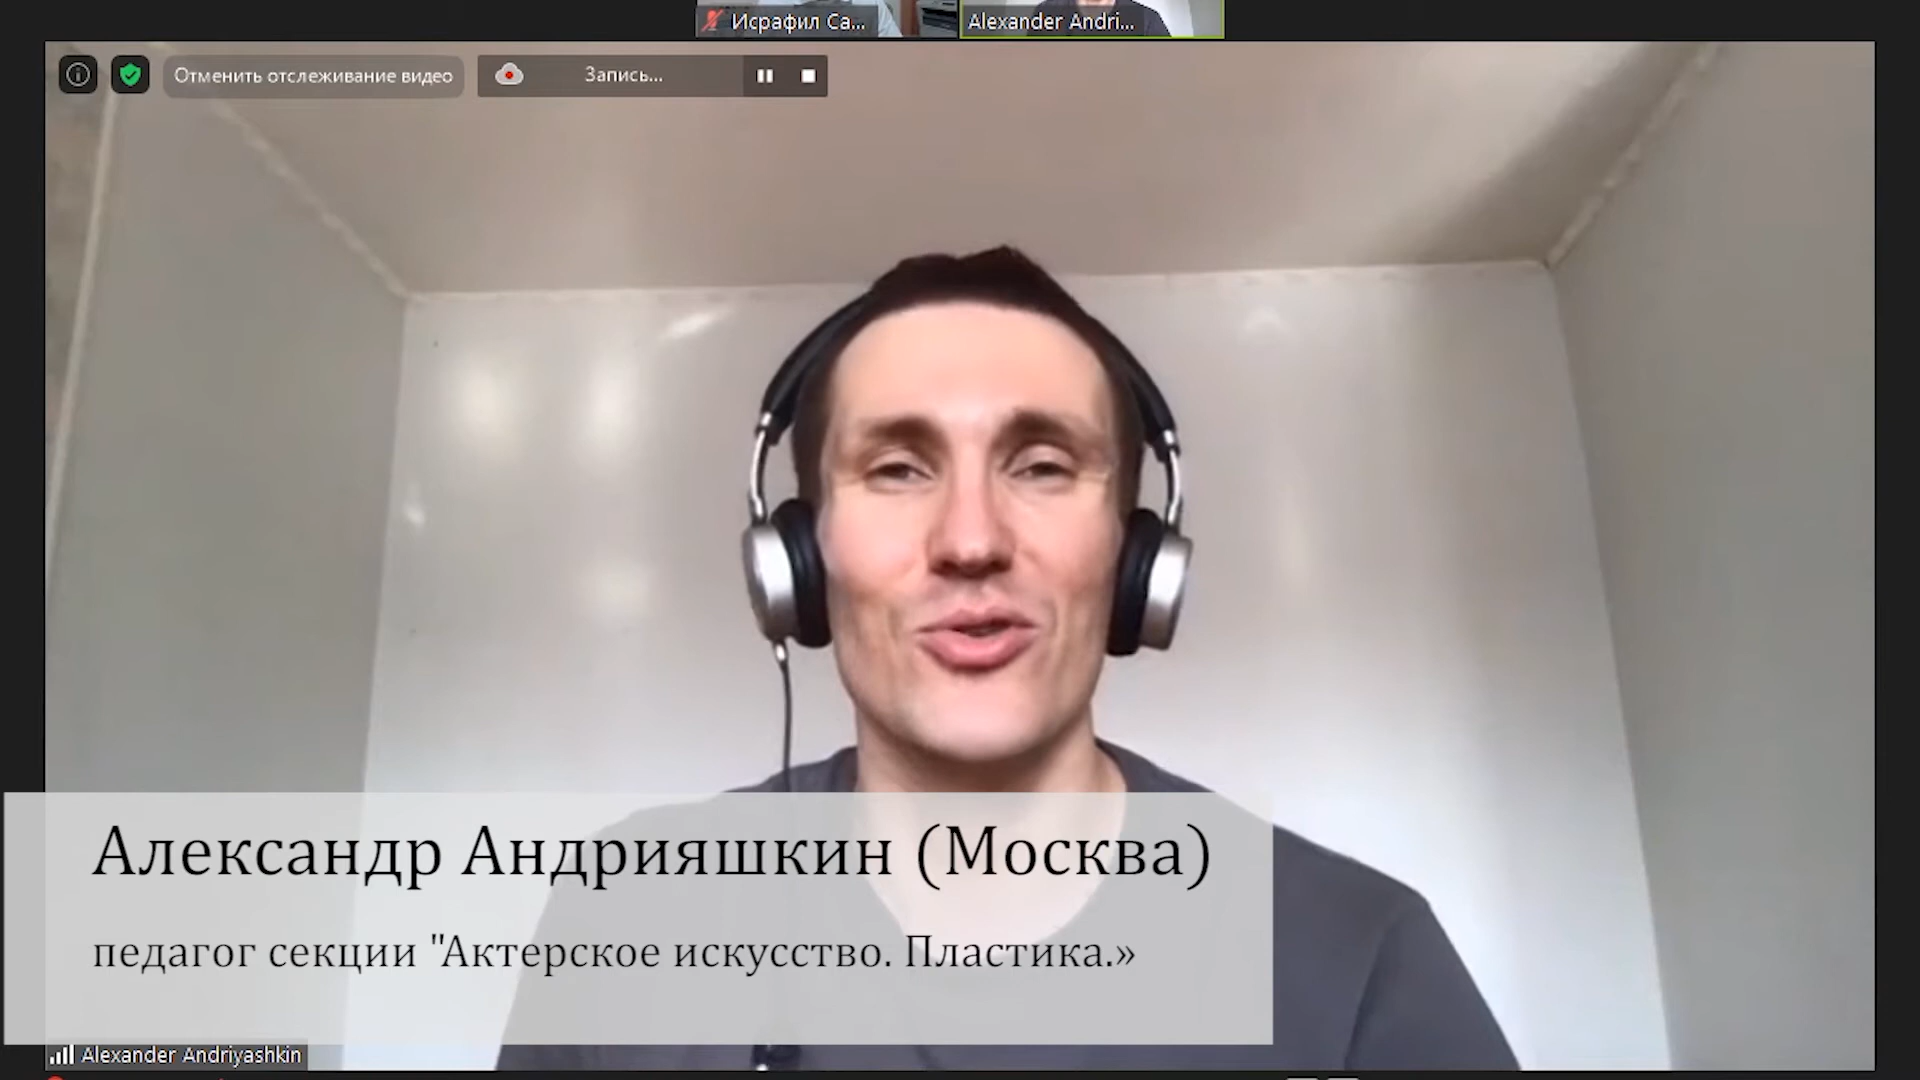 Исрафил Са...
Alexander Andri...
Отменить отслеживание видео
Запись...
Александр Андрияшкин (Москва)
педагог секции "Актерское искусство. Пластика.»
Alexander Andriyashkin